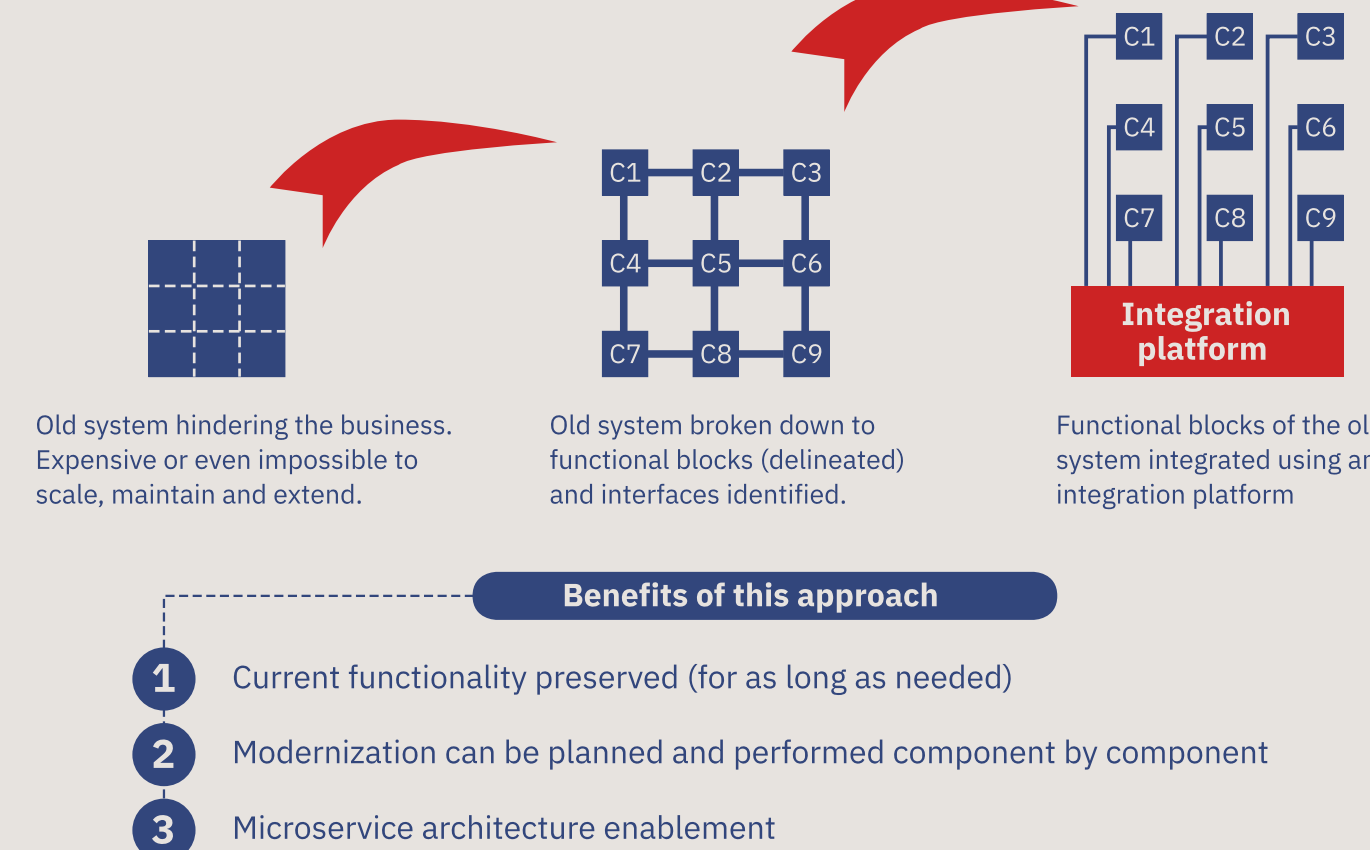 C1 C2 C3
C4 C5 C6
C7 C8 C9
C1 C2 C3
C4 C5 C6
C7 C8 C9
Integration
platform
Old system hindering the business.
Expensive or even impossible to
scale, maintain and extend.
Old system broken down to
functional blocks (delineated)
and interfaces identified.
Functional blocks of the
system integrated using
integration platform
Benefits of this approach
1 Current functionality preserved (for as long as needed)
2 Modernization can be planned and performed component by component
3 Microservice architecture enablement